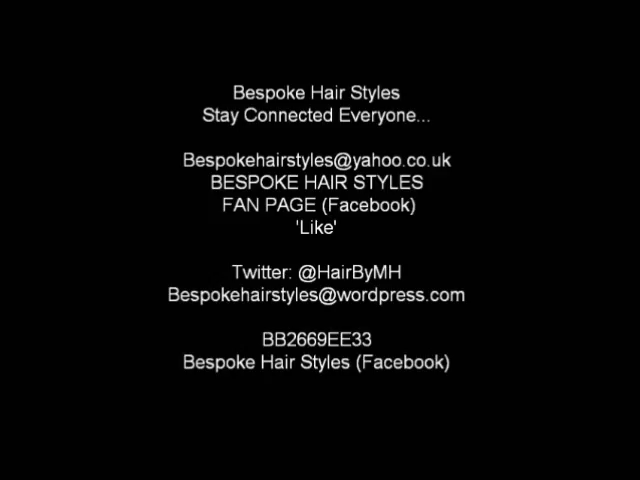 Bespoke Hair Styles
Stay Connected Everyone...
Bespokehairstyles@yahoo.co.uk
BESPOKE HAIR STYLES
FAN PAGE (Facebook)
'Like'
Twitter: @HairByMH
Bespokehairstyles@wordpress.com
BB2669EE33
Bespoke Hair Styles (Facebook)